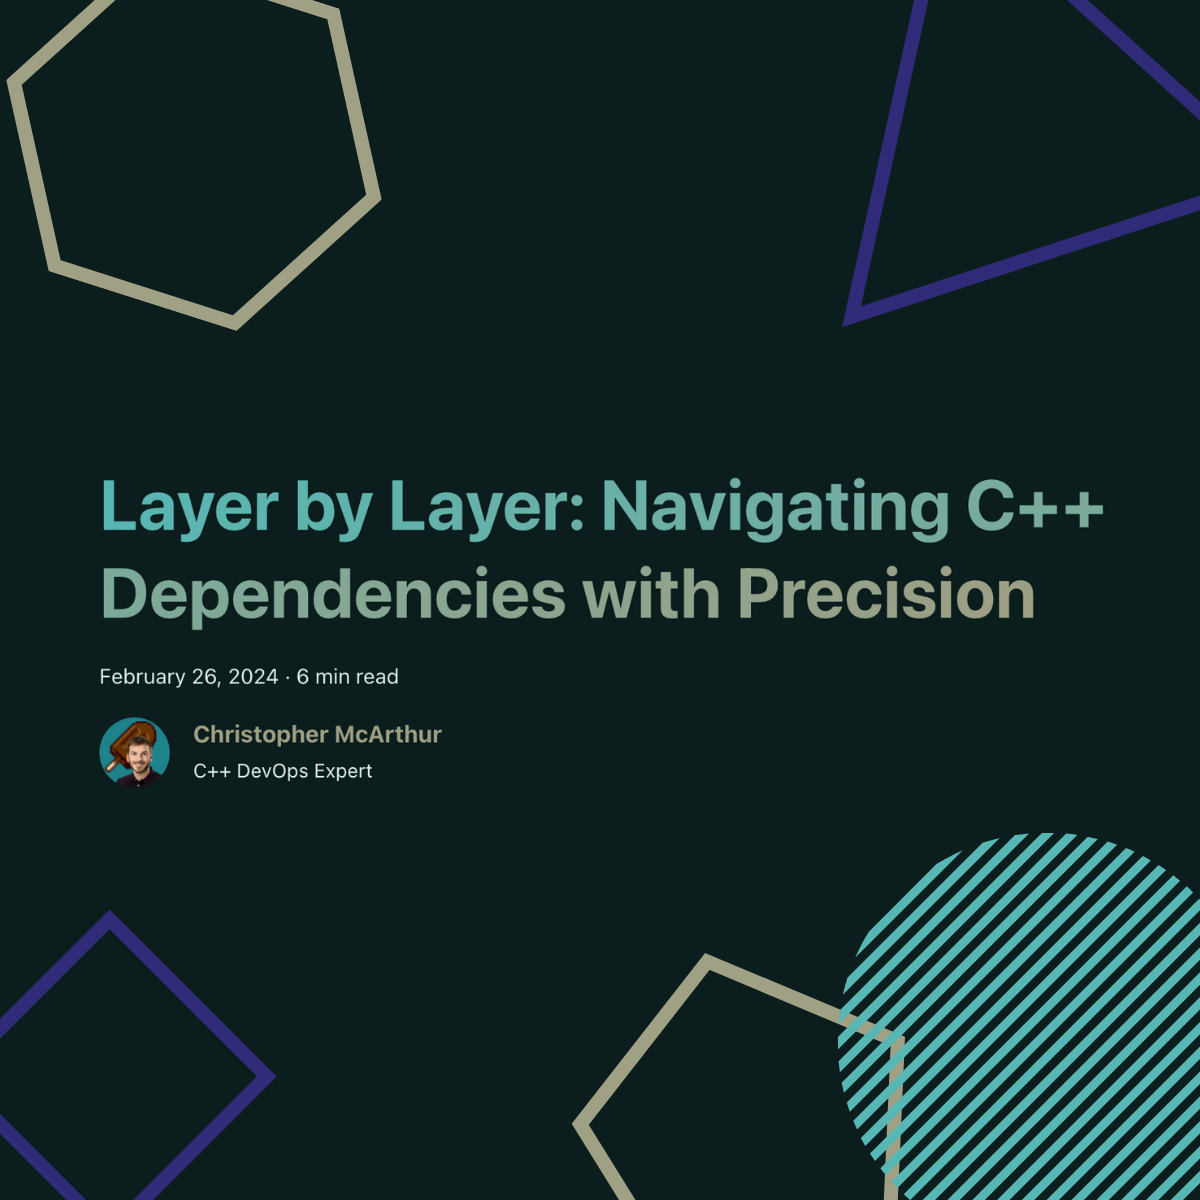 Layer by Layer: Navigating C++
Dependencies with Precision
February 26, 2024 · 6 min read
Christopher McArthur
C++ DevOps Expert